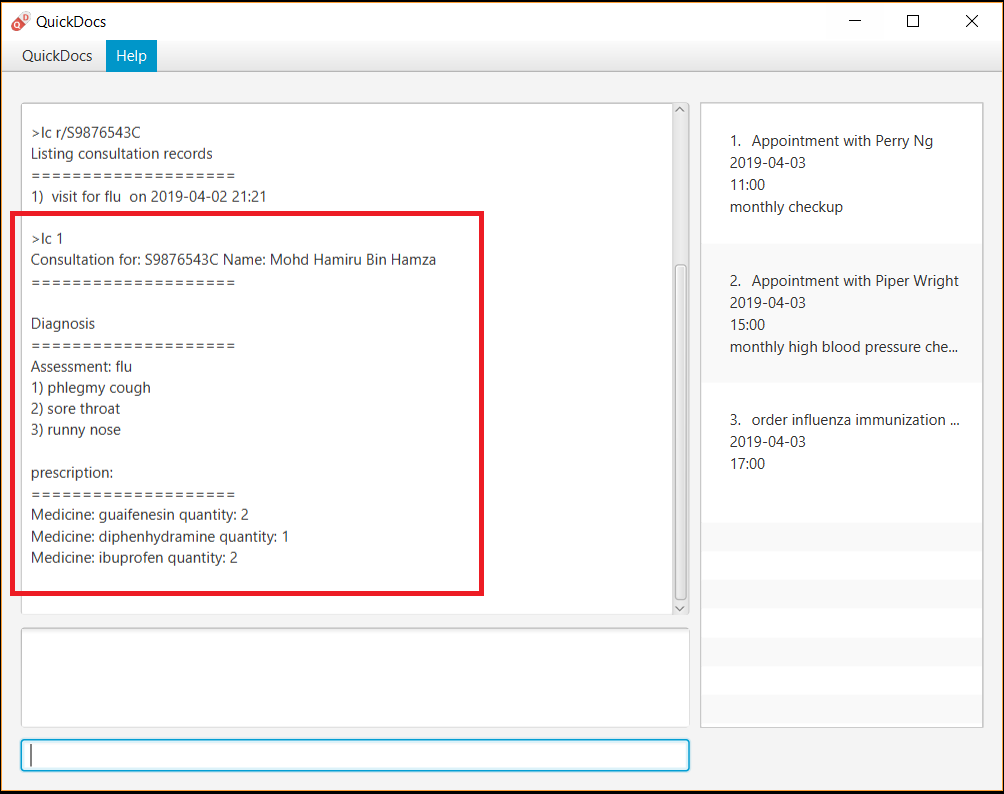 QuickDocs
QuickDocs Help
>lc r/S9876543C
Listing consultation records
====================
1) visit for flu on 2019-04-02 21:21
>lc 1
Consultation for: S9876543C Name: Mohd Hamiru Bin Hamza
====================
Diagnosis
====================
Assessment: flu
1) phlegmy cough
2) sore throat
3) runny nose
prescription:
====================
Medicine: guaifenesin quantity: 2
Medicine: diphenhydramine quantity: 1
Medicine: ibuprofen quantity: 2
1. Appointment with Perry Ng
2019-04-03
11:00
monthly checkup
2. Appointment with Piper Wright
2019-04-03
15:00
monthly high blood pressure che...
3. order influenza immunization ...
2019-04-03
17:00